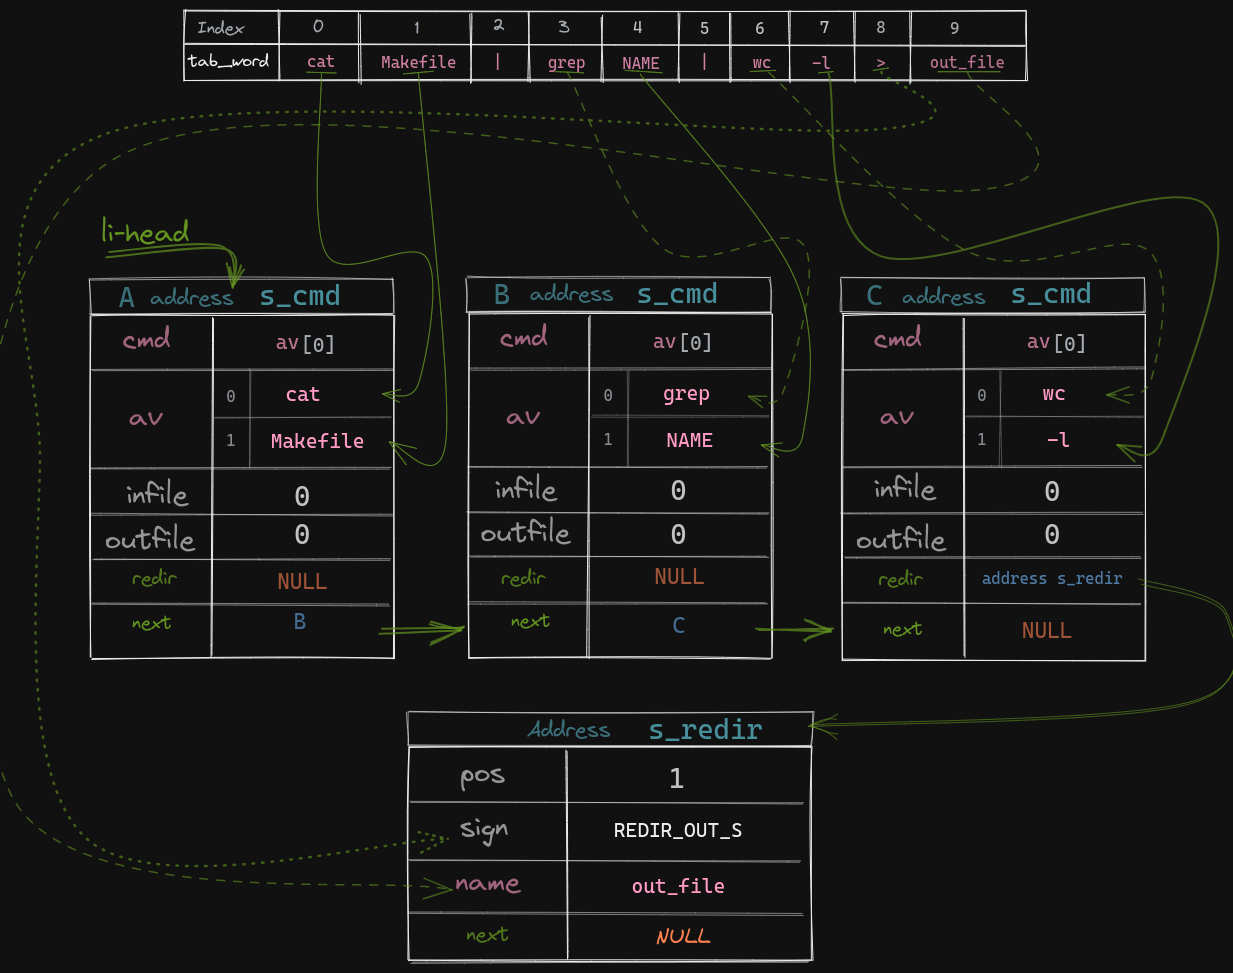 Index 0 1 2 3 4 5 6 7 8 9
tab_word cat Makefile | grep NAME | wc -l > out_file
li-head
A address s_cmd
cmd av[0]
av 0 cat
1 Makefile
infile 0
outfile 0
redir NULL
next B
B address s_cmd
cmd av[0]
av 0 grep
1 NAME
infile 0
outfile 0
redir NULL
next C
C address s_cmd
cmd av[0]
av 0 wc
1 -l
infile 0
outfile 0
redir address s_redir
next NULL
Address s_redir
pos 1
sign REDIR_OUT_S
name out_file
next NULL